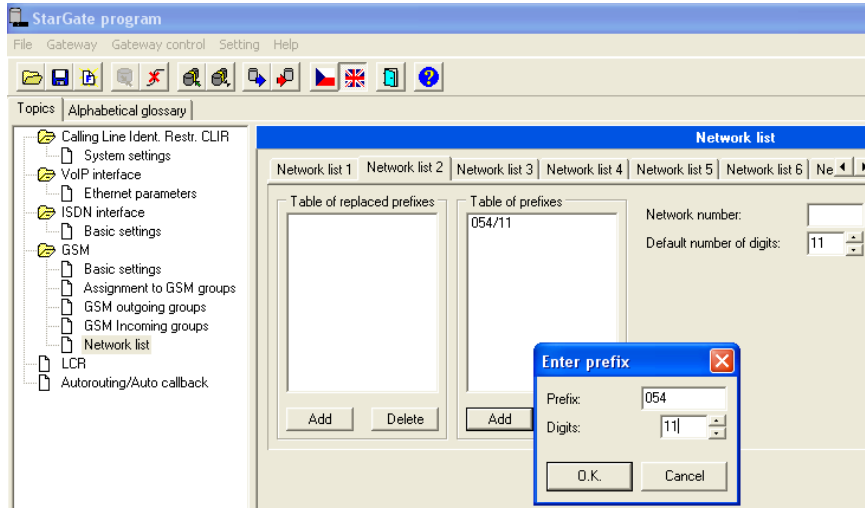 StarGate program
File Gateway Gateway control Setting Help
Topics Alphabetical glossary
Calling Line Ident. Restr. CLIR
System settings
VoIP interface
Ethernet parameters
ISDN interface
Basic settings
GSM
Basic settings
Assignment to GSM groups
GSM outgoing groups
GSM Incoming groups
Network list
LCR
Autorouting/Auto callback
Network list
Network list 1 Network list 2 Network list 3 Network list 4 Network list 5 Network list 6 Ne
Table of replaced prefixes
Add Delete
Table of prefixes
054/11
Add
Network number:
Default number of digits: 11
Enter prefix
Prefix: 054
Digits: 11
O.K. Cancel